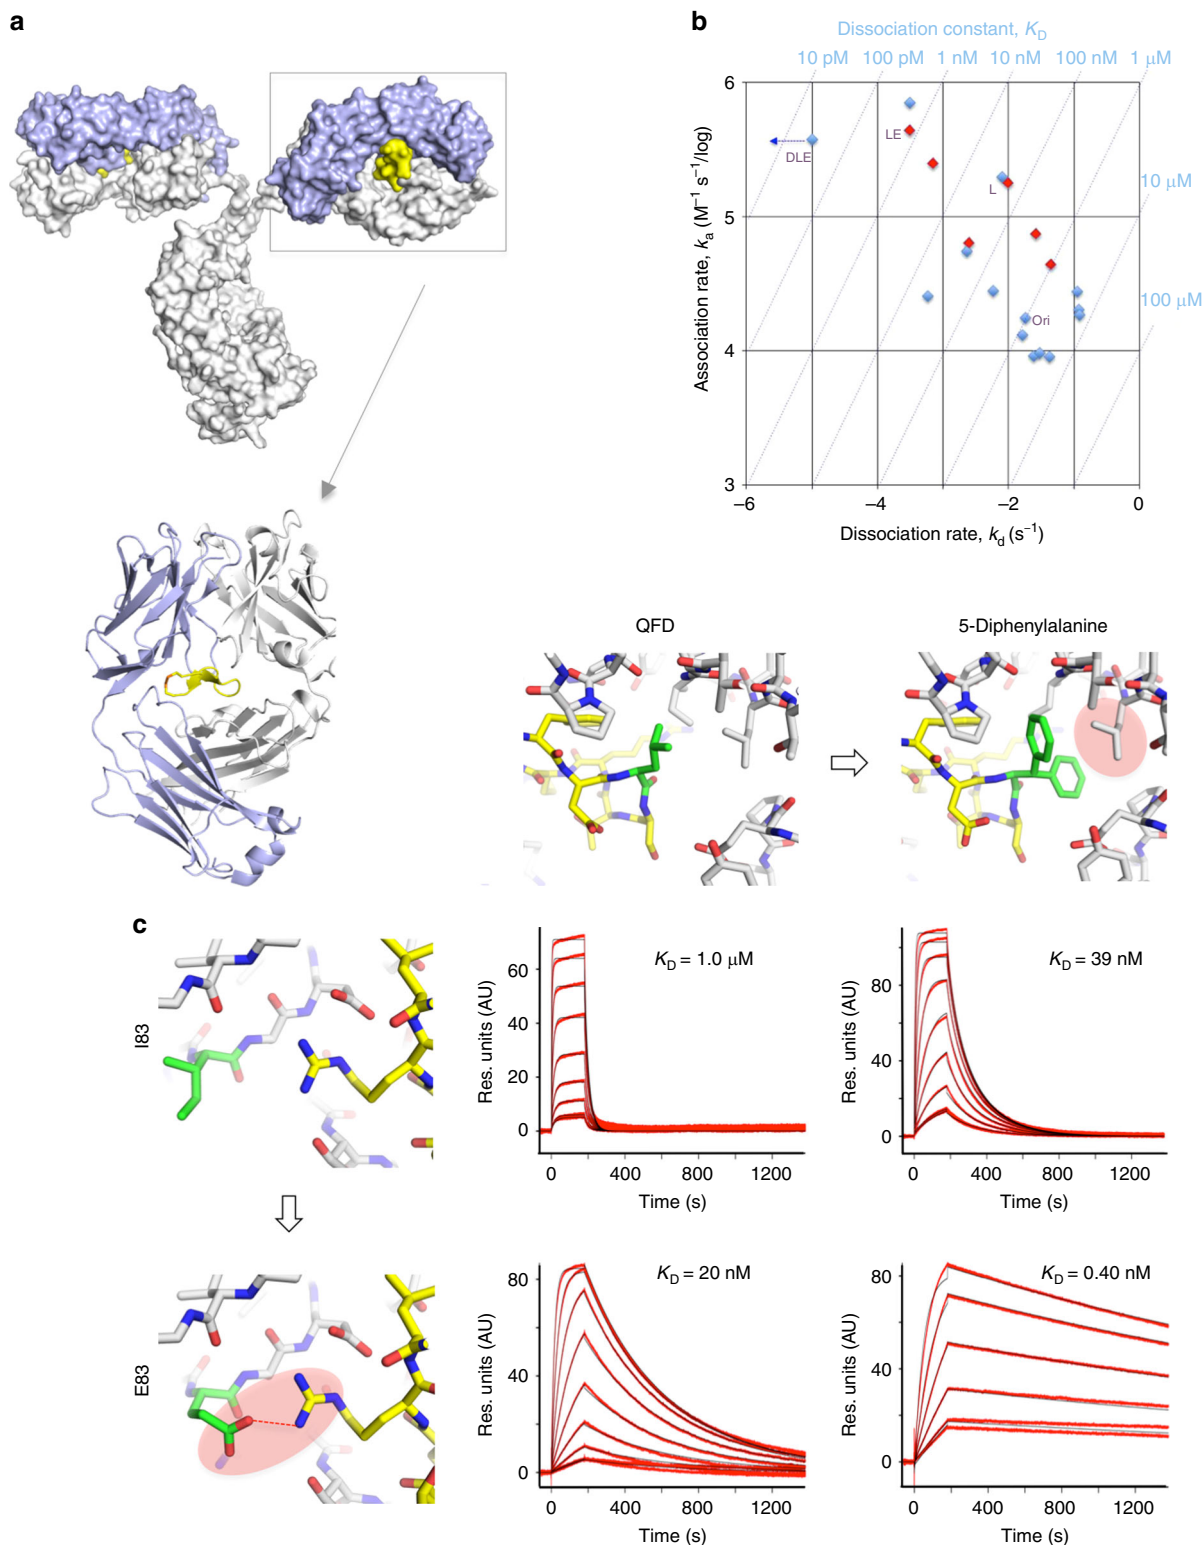 a
b
Dissociation constant, KD
10 pM 100 pM 1 nM 10 nM 100 nM 1 μM
10 μM
100 μM
Association rate, ka (M−1 s−1/log)
6
5
4
3
−6 −4 −2 0
Dissociation rate, kd (s−1)
DLE
LE
L
Ori
QFD
5-Diphenylalanine
c
I83
E83
Res. units (AU)
60
40
20
0
KD = 1.0 μM
0 400 800 1200
Time (s)
Res. units (AU)
80
40
0
KD = 39 nM
0 400 800 1200
Time (s)
Res. units (AU)
80
40
0
KD = 20 nM
0 400 800 1200
Time (s)
Res. units (AU)
80
40
0
KD = 0.40 nM
0 400 800 1200
Time (s)